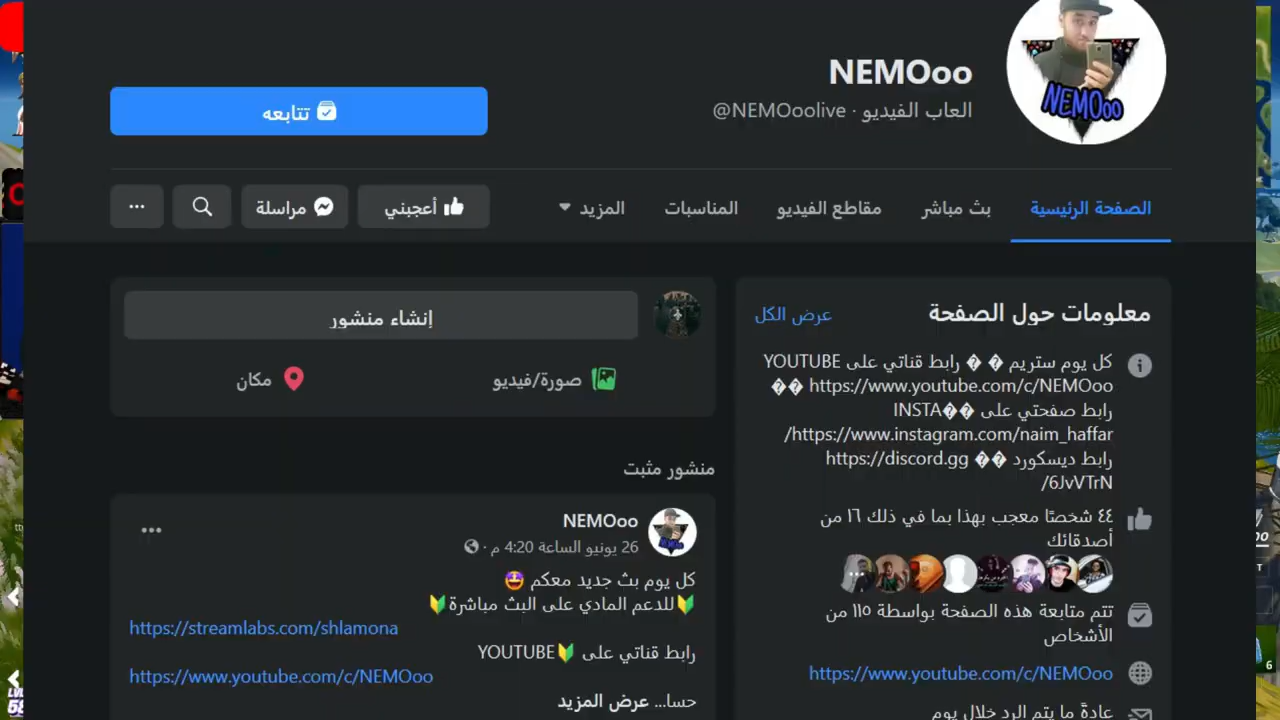 NEMOoo
@NEMOoolive · العاب الفيديو
تتابعه
NEMOoo
الصفحة الرئيسية
بث مباشر
مقاطع الفيديو
المناسبات
المزيد
أعجبني
مراسلة
معلومات حول الصفحة
عرض الكل
كل يوم ستريم � � رابط قناتي على YOUTUBE
https://www.youtube.com/c/NEMOoo ��
رابط صفحتي على ��INSTA
https://www.instagram.com/naim_haffar/
رابط ديسكورد �� https://discord.gg
/6JvVTrN
٤٤ شخصًا معجب بهذا بما في ذلك ١٦ من
أصدقائك
تتم متابعة هذه الصفحة بواسطة ١١٥ من
الأشخاص
https://www.youtube.com/c/NEMOoo
عادةً ما يتم الرد خلال يوم
إنشاء منشور
صورة/فيديو
مكان
منشور مثبت
NEMOoo
26 يونيو الساعة 4:20 م ·
كل يوم بث جديد معكم 🤩
🔰للدعم المادي على البث مباشرة🔰
https://streamlabs.com/shlamona
رابط قناتي على 🔰YOUTUBE
https://www.youtube.com/c/NEMOoo
حسا... عرض المزيد